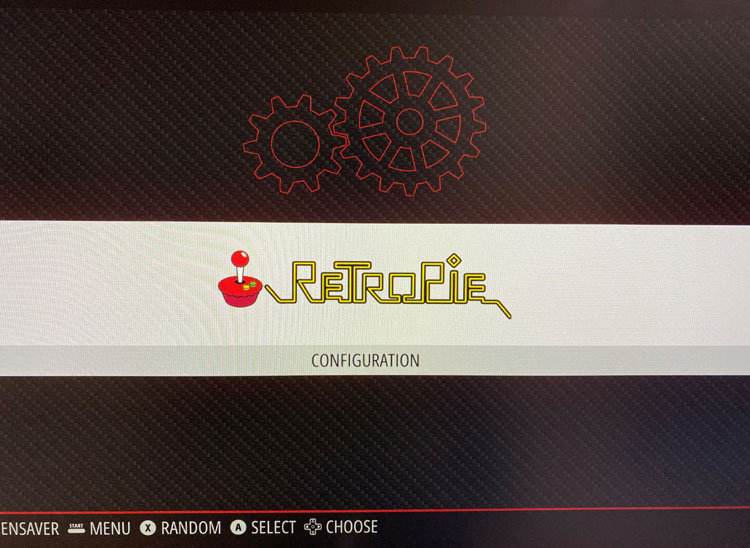 RETROPIE
CONFIGURATION
ENSAVER START MENU X RANDOM A SELECT CHOOSE